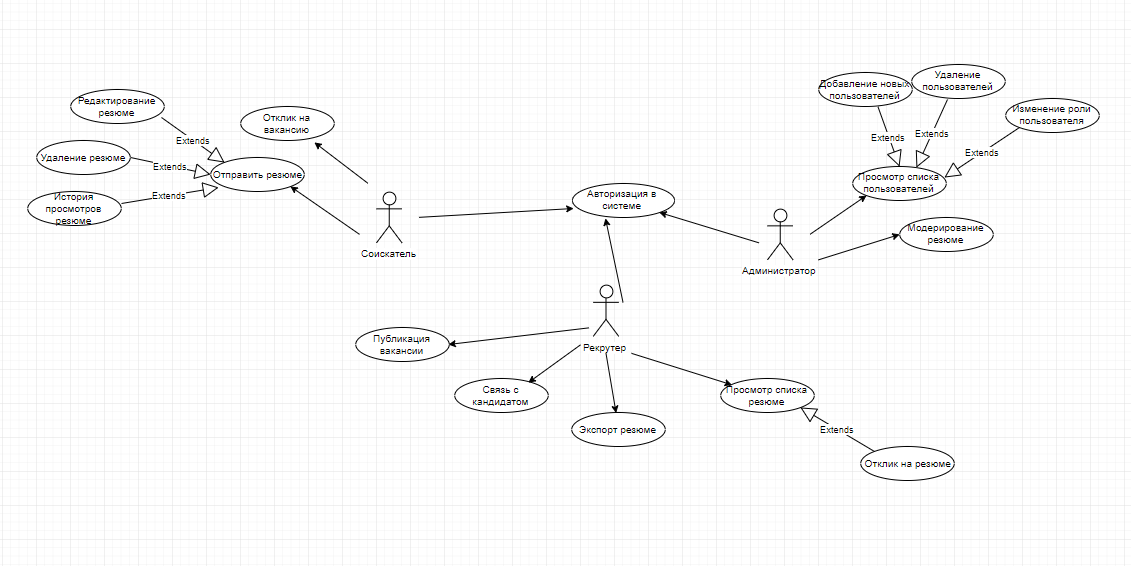 Редактирование
резюме
Extends
Удаление резюме
Extends
История
просмотров
резюме
Extends
Отправить резюме
Отклик на
вакансию
Соискатель
Авторизация в
системе
Добавление новых
пользователей
Удаление
пользователей
Изменение роли
пользователя
Extends
Extends
Extends
Просмотр списка
пользователей
Модерирование
резюме
Администратор
Рекрутер
Публикация
вакансии
Связь с
кандидатом
Экспорт резюме
Просмотр списка
резюме
Extends
Отклик на резюме